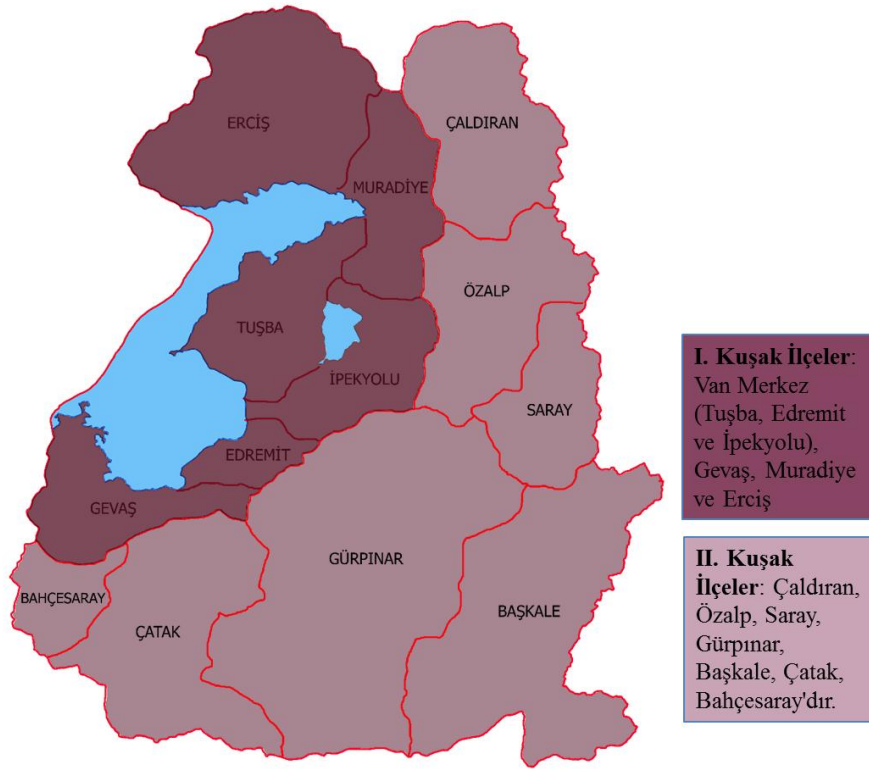 ERCİŞ
ÇALDIRAN
MURADİYE
ÖZALP
TUŞBA
İPEKYOLU
SARAY
EDREMİT
GEVAŞ
GÜRPINAR
BAHÇESARAY
BAŞKALE
ÇATAK
I. Kuşak İlçeler:
Van Merkez
(Tuşba, Edremit
ve İpekyolu),
Gevaş, Muradiye
ve Erciş
II. Kuşak
İlçeler: Çaldıran,
Özalp, Saray,
Gürpınar,
Başkale, Çatak,
Bahçesaray'dır.